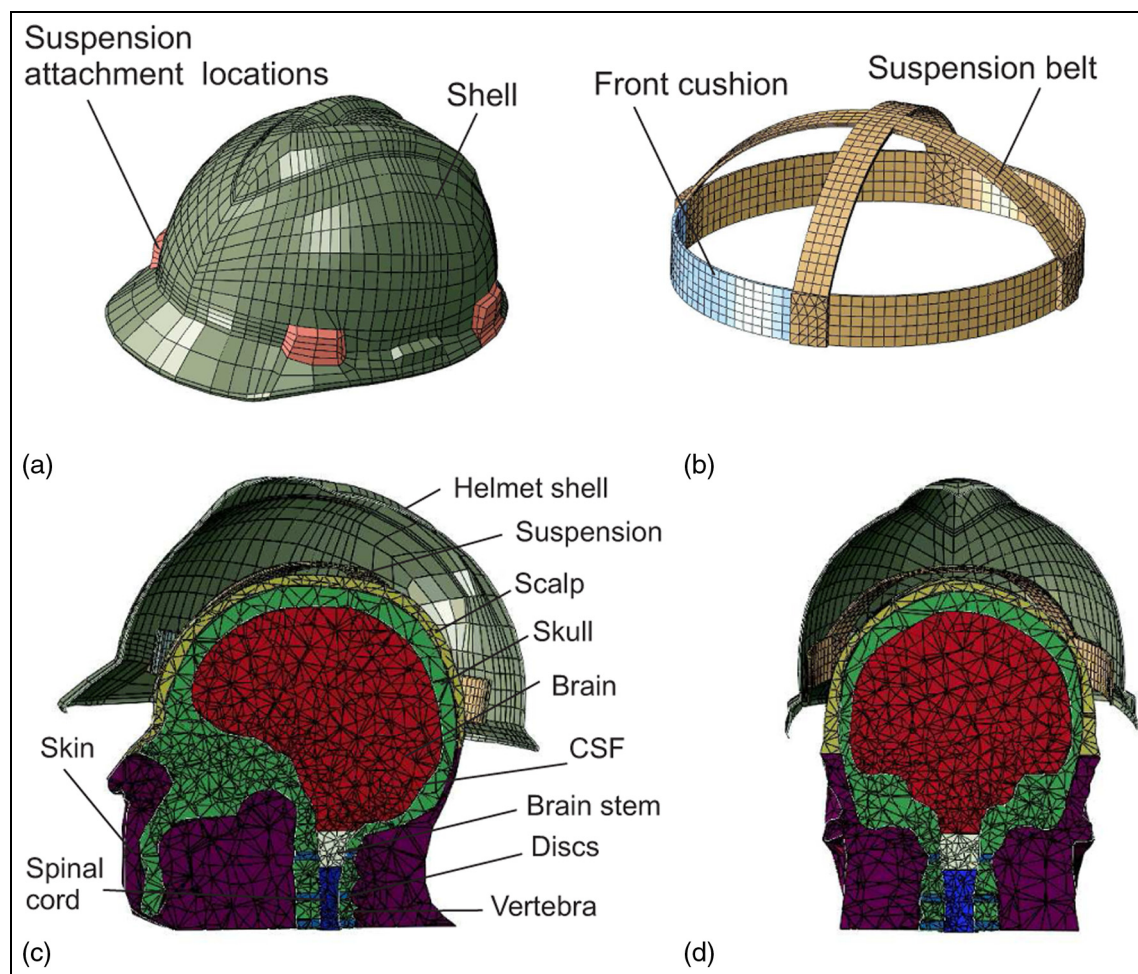 Suspension
attachment locations
Shell
Front cushion
Suspension belt
(a)
(b)
Helmet shell
Suspension
Scalp
Skull
Brain
Skin
CSF
Brain stem
Discs
Spinal
cord
Vertebra
(c)
(d)